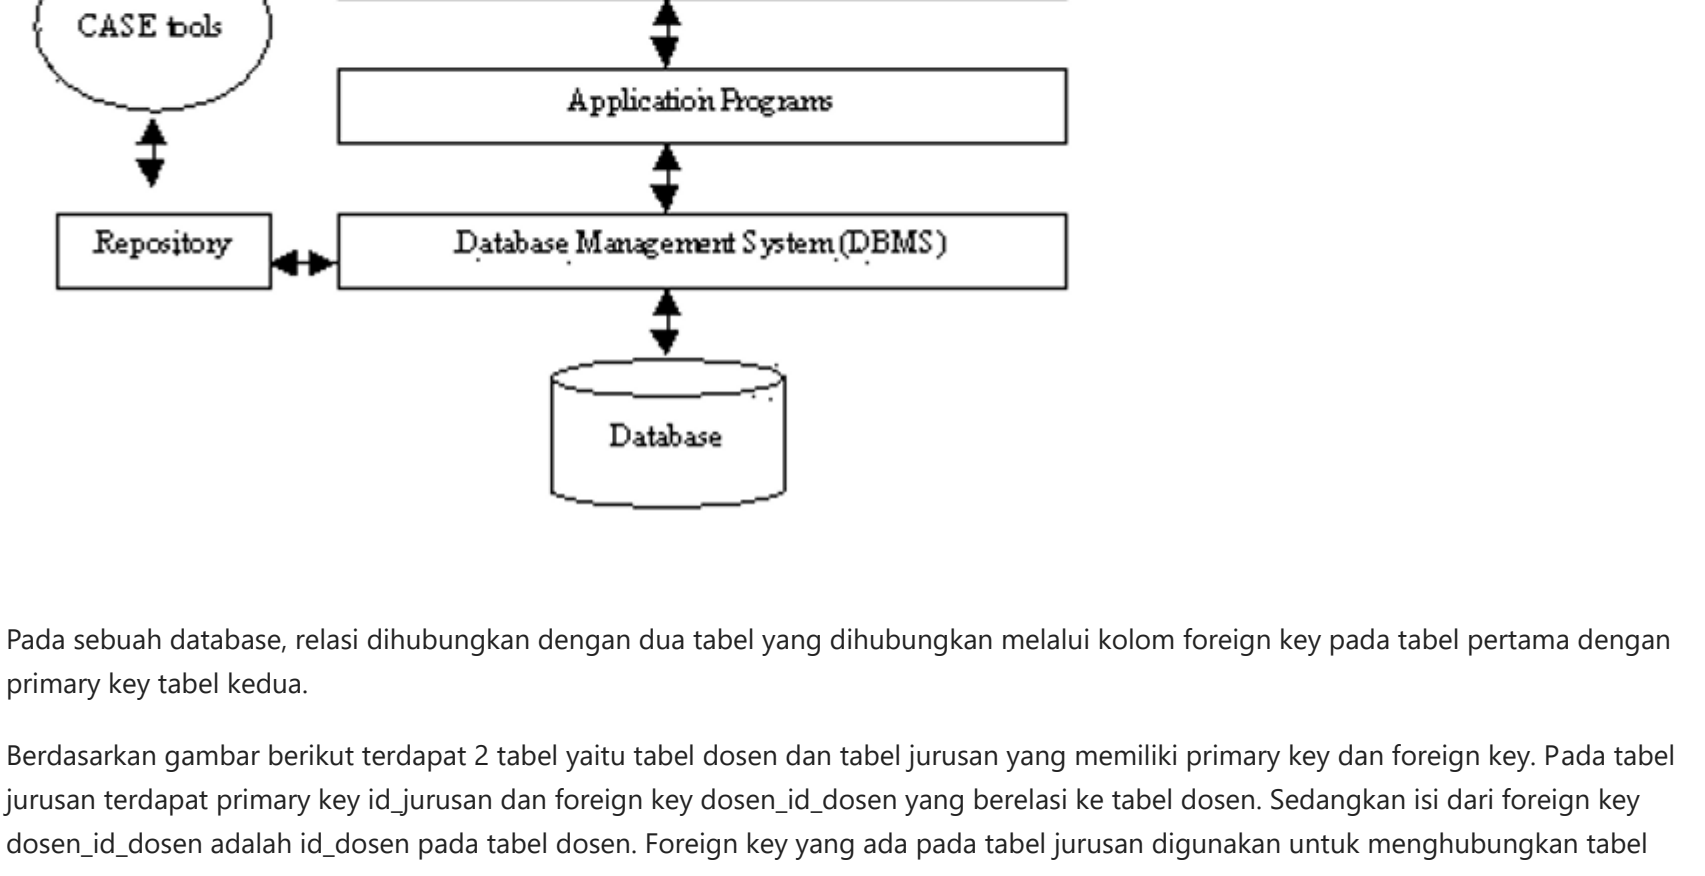 CASE tools
Application Programs
Repository
Database Management System (DBMS)
Database
Pada sebuah database, relasi dihubungkan dengan dua tabel yang dihubungkan melalui kolom foreign key pada tabel pertama dengan
primary key tabel kedua.
Berdasarkan gambar berikut terdapat 2 tabel yaitu tabel dosen dan tabel jurusan yang memiliki primary key dan foreign key. Pada tabel
jurusan terdapat primary key id_jurusan dan foreign key dosen_id_dosen yang berelasi ke tabel dosen. Sedangkan isi dari foreign key
dosen_id_dosen adalah id_dosen pada tabel dosen. Foreign key yang ada pada tabel jurusan digunakan untuk menghubungkan tabel